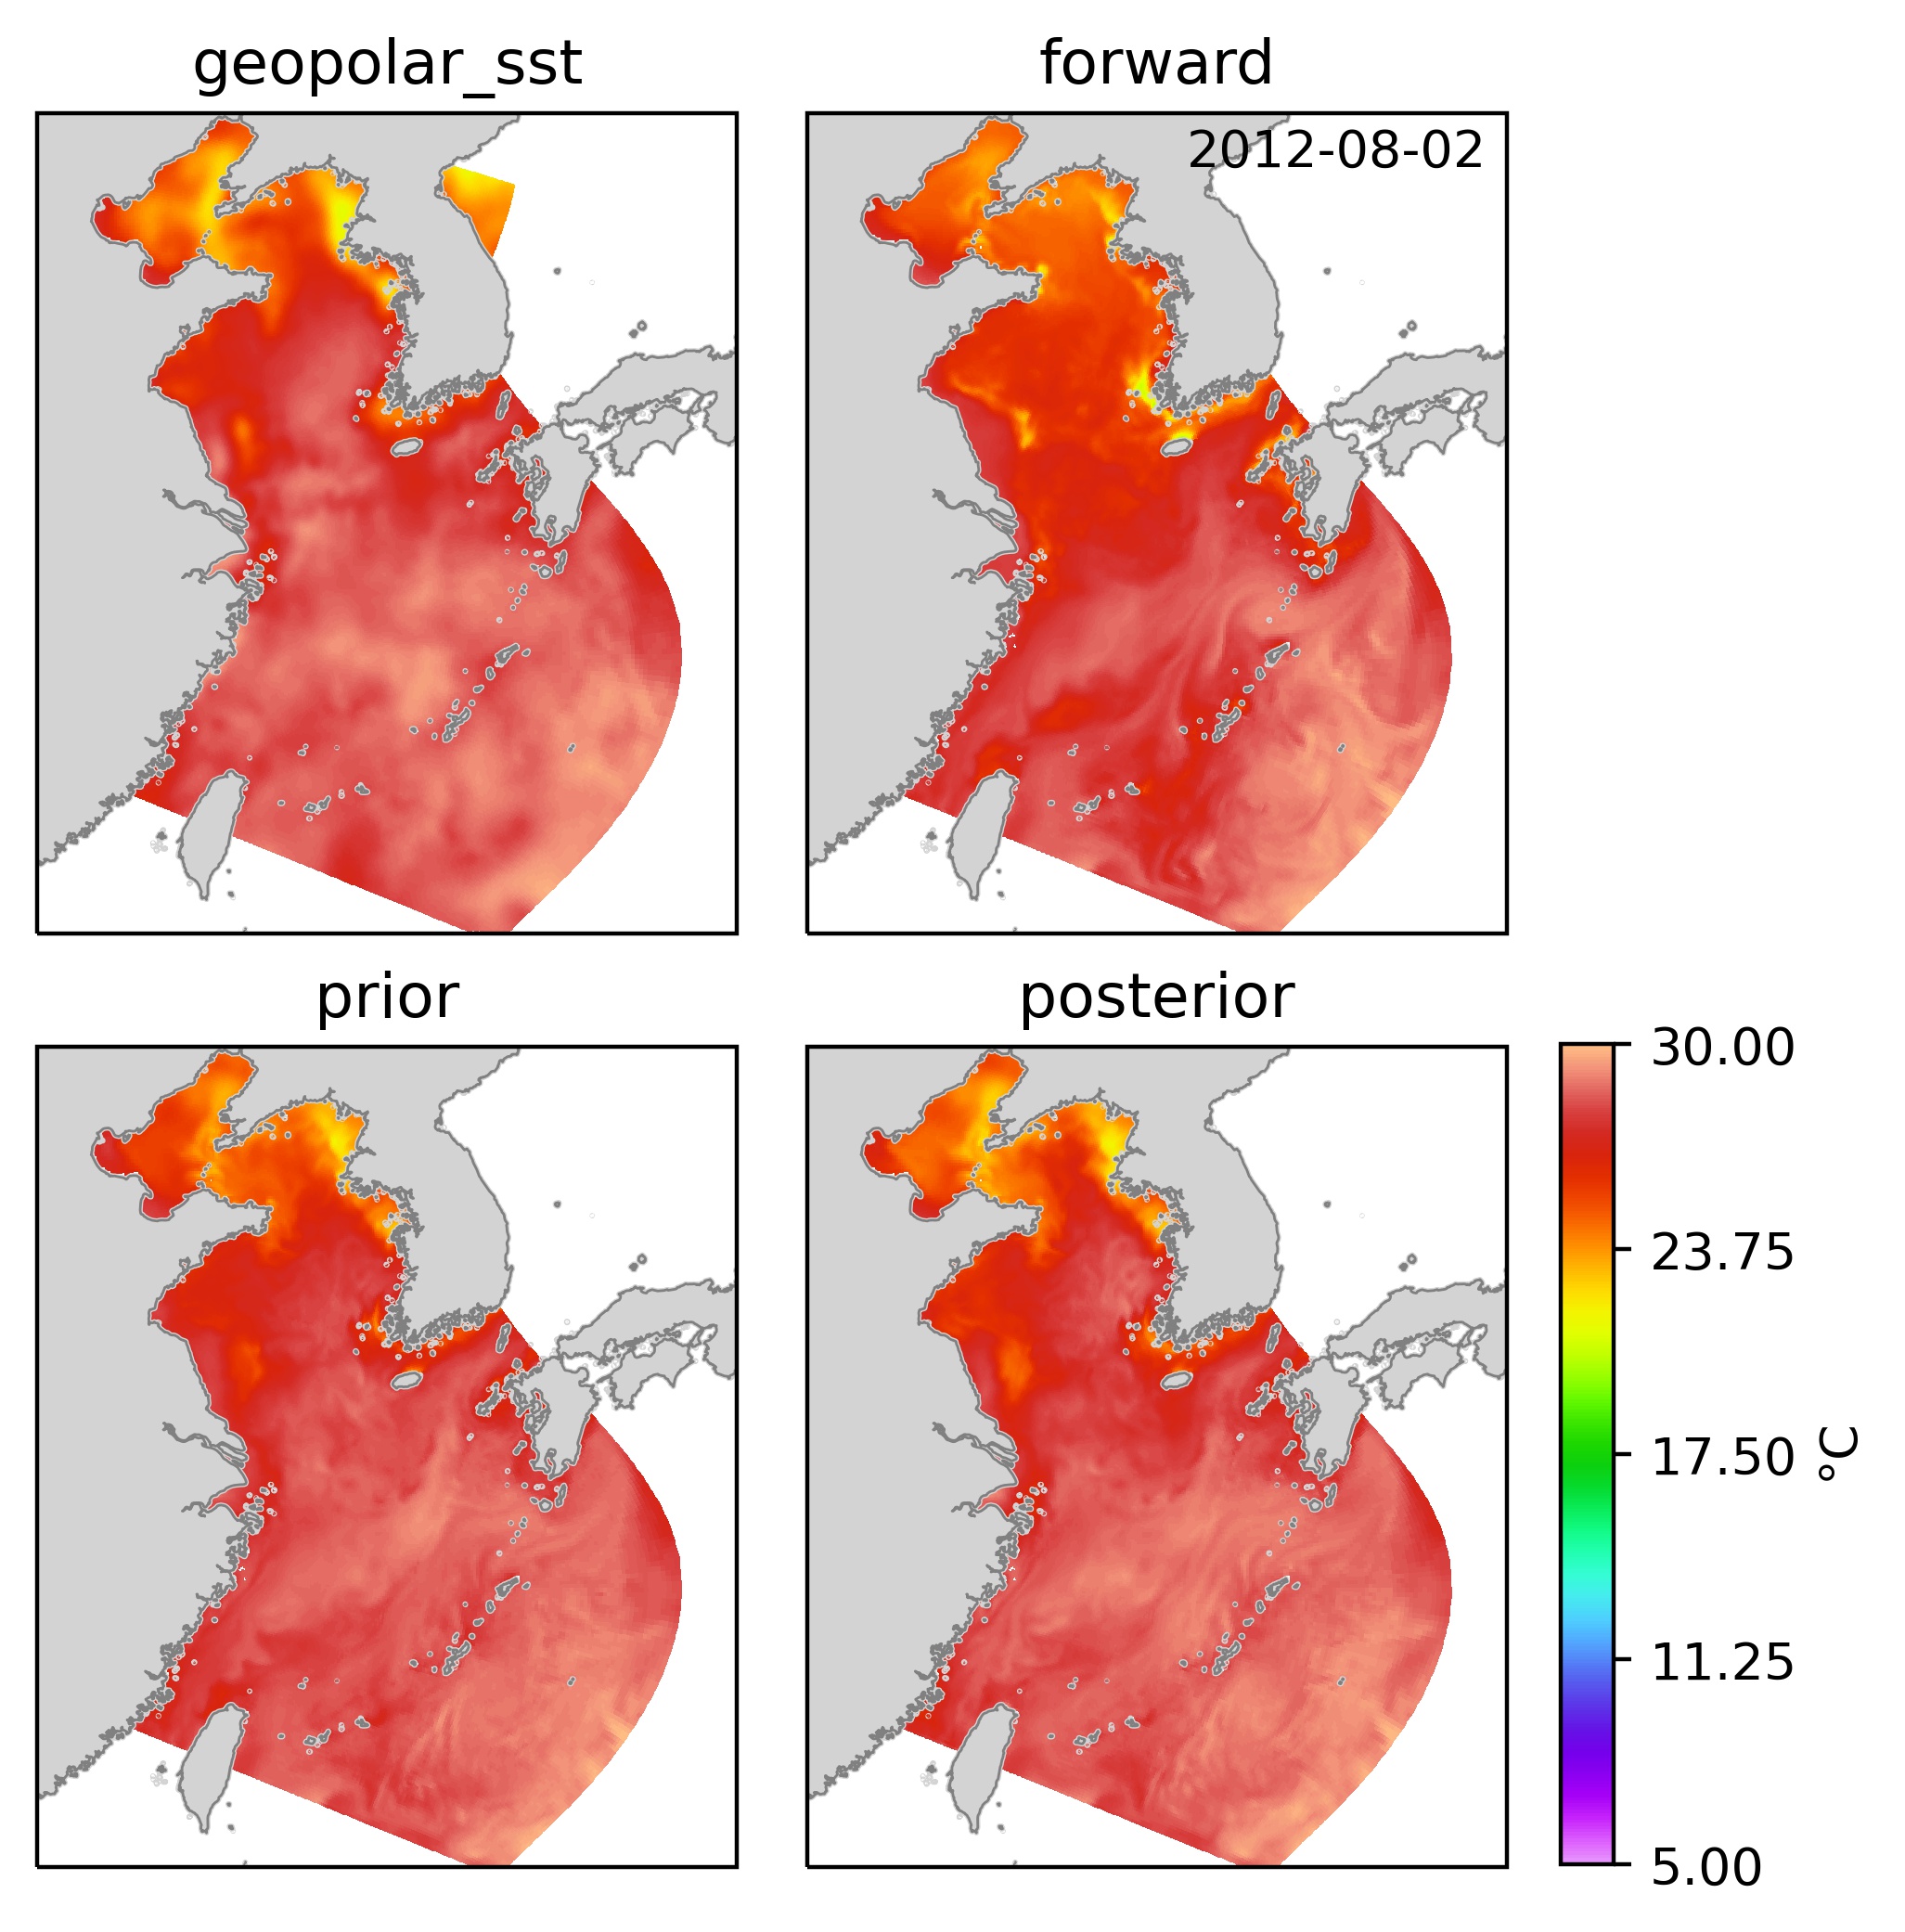 geopolar_sst
forward
2012-08-02
prior
posterior
30.00
23.75
17.50
11.25
5.00
°C